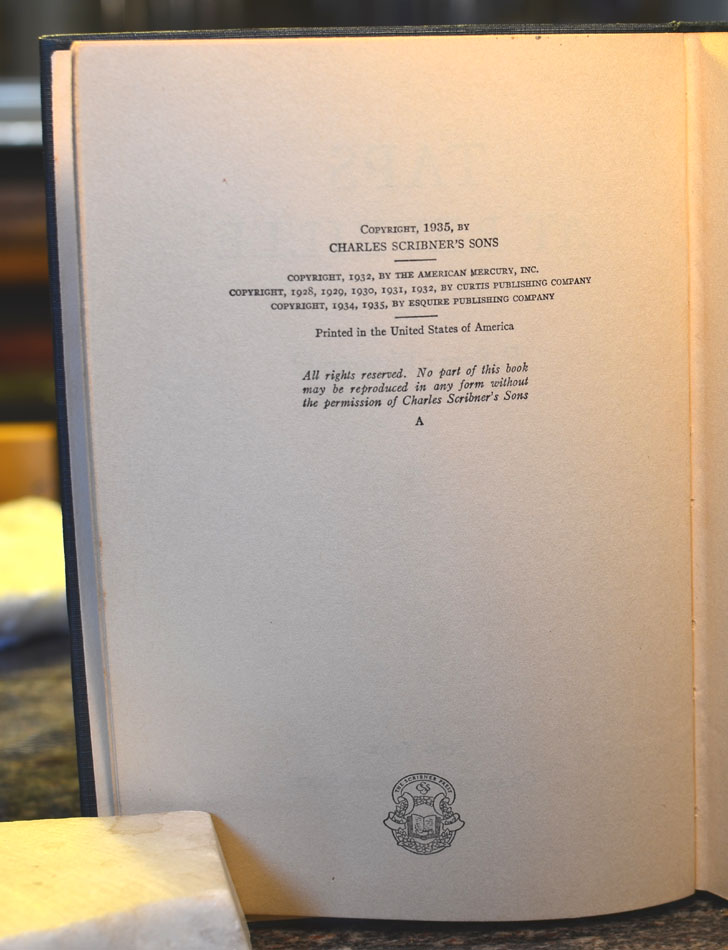 COPYRIGHT, 1935, BY
CHARLES SCRIBNER'S SONS
COPYRIGHT, 1932, BY THE AMERICAN MERCURY, INC.
COPYRIGHT, 1928, 1929, 1930, 1931, 1932, BY CURTIS PUBLISHING COMPANY
COPYRIGHT, 1934, 1935, BY ESQUIRE PUBLISHING COMPANY
Printed in the United States of America
All rights reserved. No part of this book
may be reproduced in any form without
the permission of Charles Scribner's Sons
A
THE SCRIBNER PRESS